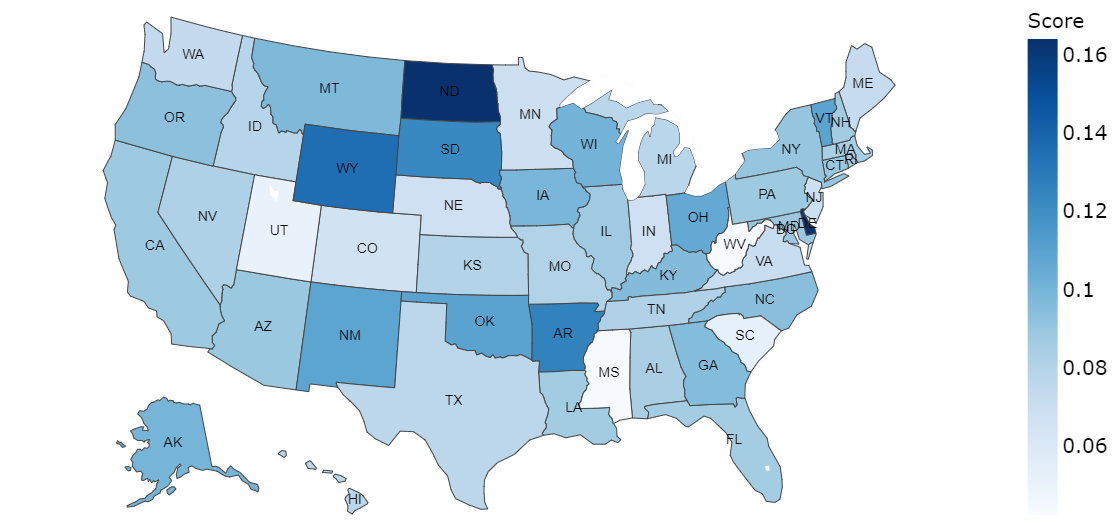 Score
0.16
0.14
0.12
0.1
0.08
0.06
WA
MT
ND
MN
ME
OR
ID
SD
WI
MI
NY
VT
NH
MA
RI
CT
WY
NE
IA
PA
NJ
NV
UT
CO
IL
IN
OH
MD
DE
DC
CA
KS
MO
KY
WV
VA
AZ
NM
OK
AR
TN
NC
SC
TX
LA
MS
AL
GA
FL
AK
HI